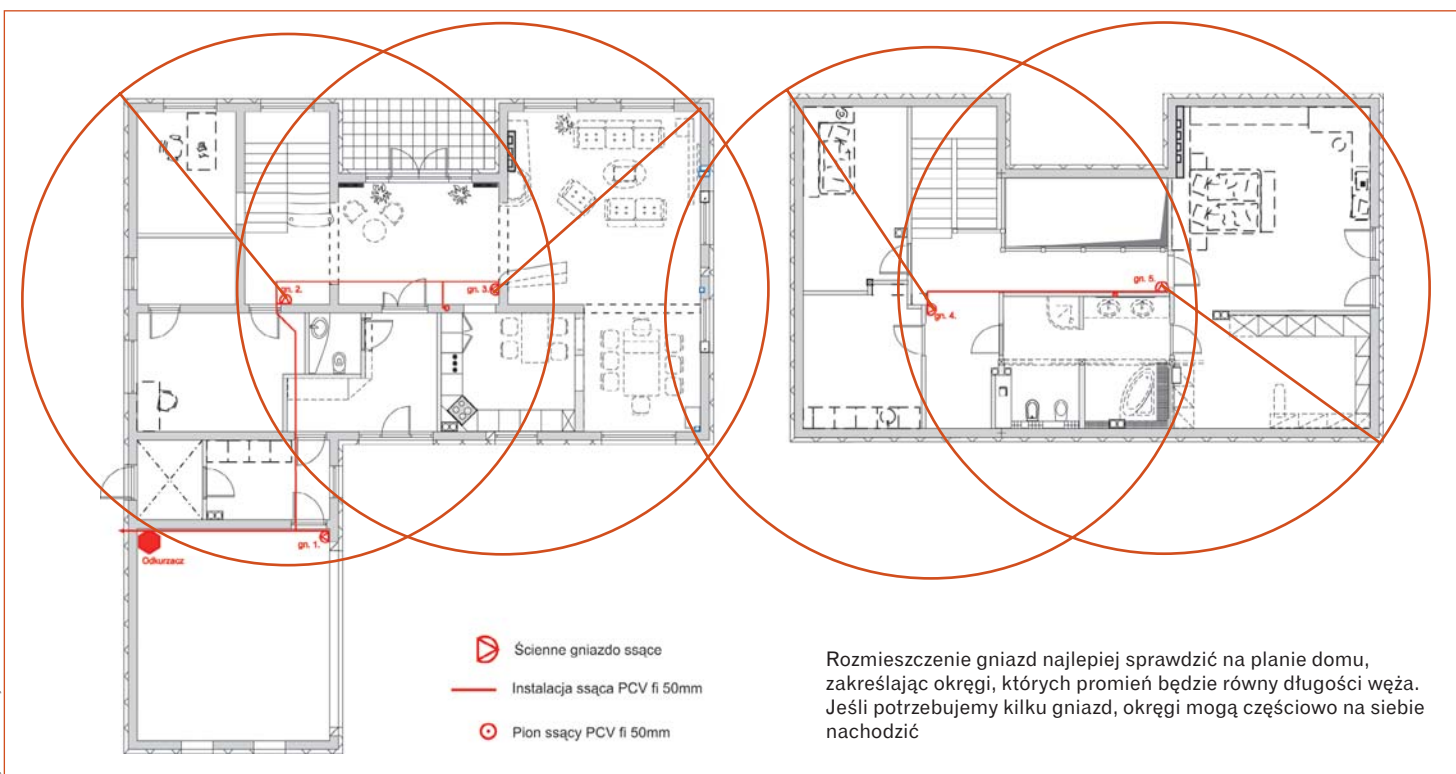 gn. 2.
gn. 3.
gn. 5.
gn. 4.
gn. 1.
Odkurzacz
Ścienne gniazdo ssące
Instalacja ssąca PCV fi 50mm
Pion ssący PCV fi 50mm
Rozmieszczenie gniazd najlepiej sprawdzić na planie domu,
zakreślając okręgi, których promień będzie równy długości węża.
Jeśli potrzebujemy kilku gniazd, okręgi mogą częściowo na siebie
nachodzić